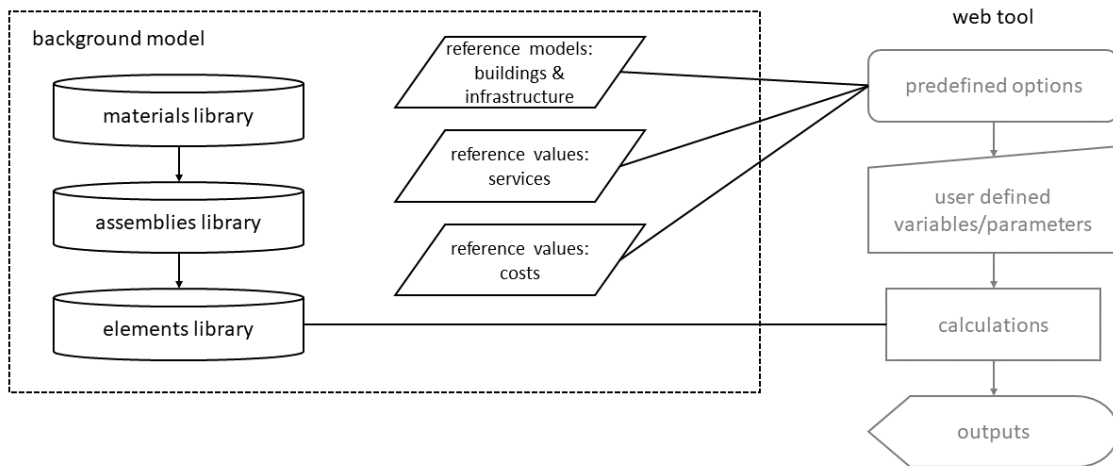 web tool
background model
reference models:
buildings &
infrastructure
materials library
predefined options
reference values:
services
assemblies library
user defined
variables/parameters
reference values:
costs
elements library
calculations
outputs